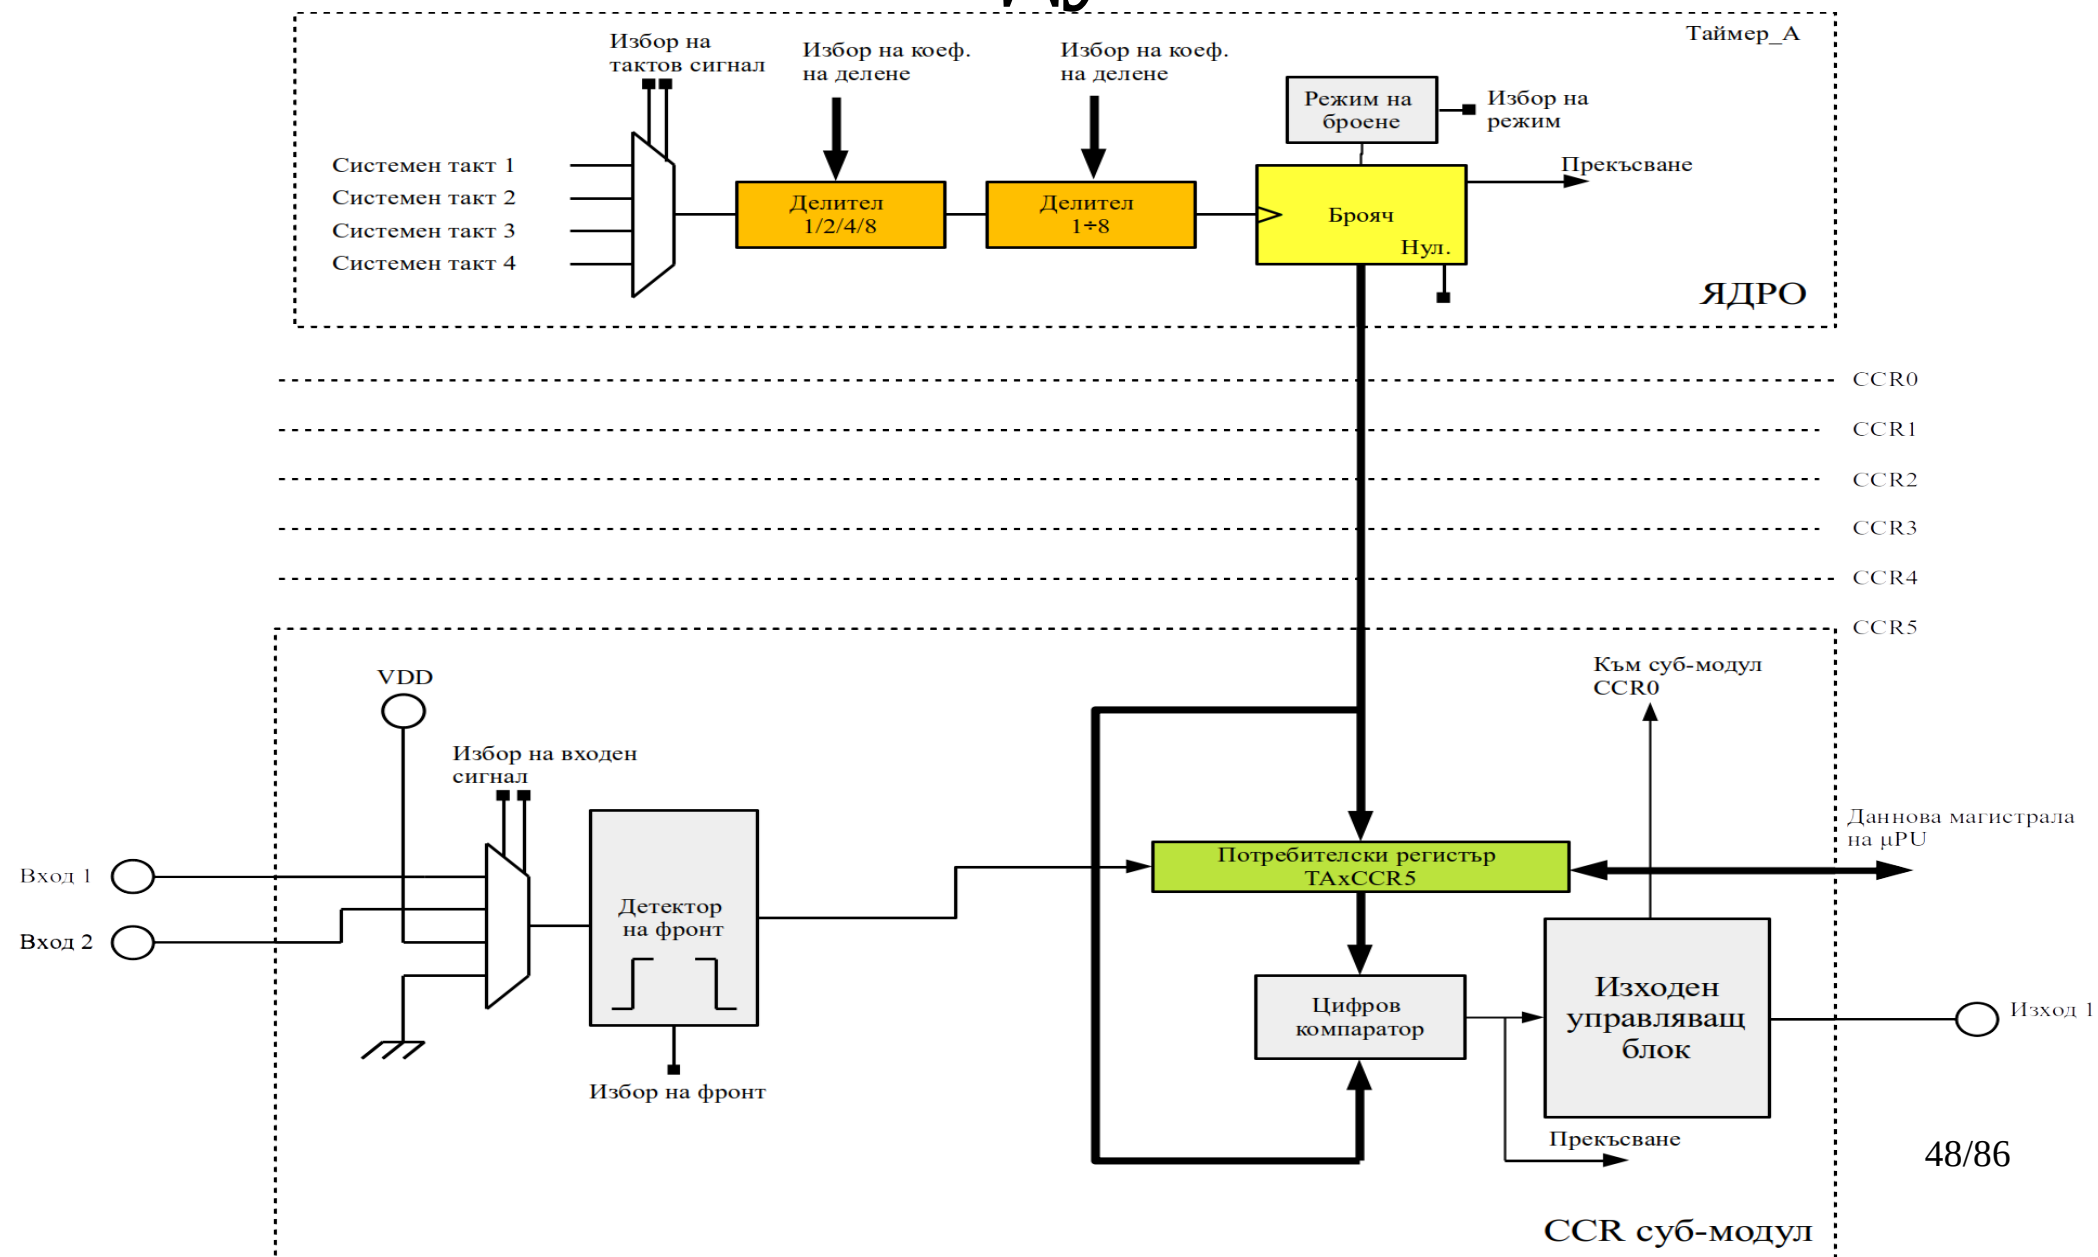 Таймер_А
Избор на
тактов сигнал
Избор на коеф.
на делене
Избор на коеф.
на делене
Режим на
броене
Избор на
режим
Системен такт 1
Системен такт 2
Системен такт 3
Системен такт 4
Делител
1/2/4/8
Делител
1÷8
Брояч
Нул.
Прекъсване
ЯДРО
CCR0
CCR1
CCR2
CCR3
CCR4
CCR5
VDD
Избор на входен
сигнал
Към суб-модул
CCR0
Вход 1
Вход 2
Детектор
на фронт
Избор на фронт
Потребителски регистър
TAxCCR5
Даннова магистрала
на µPU
Цифров
компаратор
Изходен
управляващ
блок
Изход 1
Прекъсване
48/86
CCR суб-модул